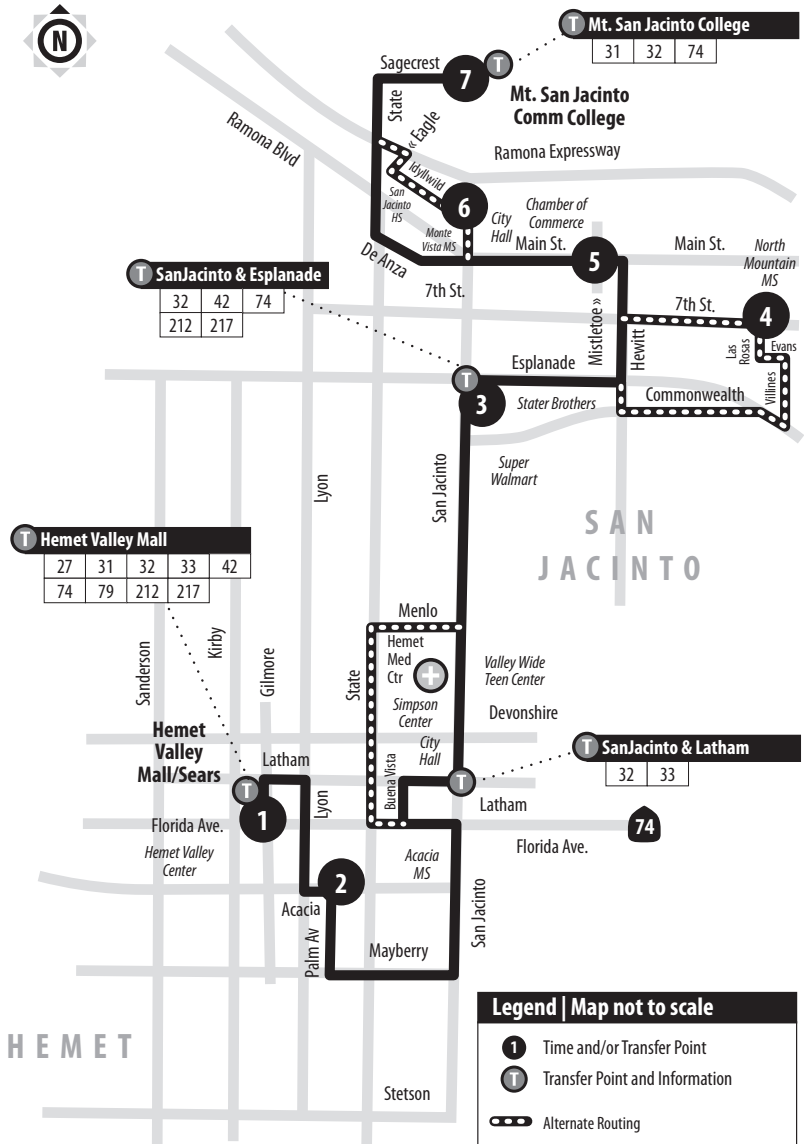 N
T Mt. San Jacinto College
31 32 74
Sagecrest
7
T
Mt. San Jacinto
Comm College
State
« Eagle
Ramona Blvd
Ramona Expressway
Idyllwild
San
Jacinto
HS
6
City
Hall
Chamber of
Commerce
Monte
Vista MS
Main St.
5
Main St.
North
Mountain
MS
De Anza
T SanJacinto & Esplanade
32 42 74
212 217
7th St.
7th St.
4
Mistletoe »
Hewitt
Las
Rosas
Evans
Villines
Esplanade
T
3
Stater Brothers
Commonwealth
Super
Walmart
San Jacinto
Lyon
SAN
JACINTO
T Hemet Valley Mall
27 31 32 33 42
74 79 212 217
Menlo
Hemet
Med
Ctr
Valley Wide
Teen Center
Sanderson
Kirby
Gilmore
State
Simpson
Center
Devonshire
Hemet
Valley
Mall/Sears
City
Hall
T SanJacinto & Latham
32 33
Latham
T
1
Lyon
Buena Vista
T
Latham
Florida Ave.
74
Florida Ave.
Hemet Valley
Center
Acacia
MS
2
Acacia
Palm Av
Mayberry
San Jacinto
HEMET
Stetson
Legend | Map not to scale
1 Time and/or Transfer Point
T Transfer Point and Information
Alternate Routing